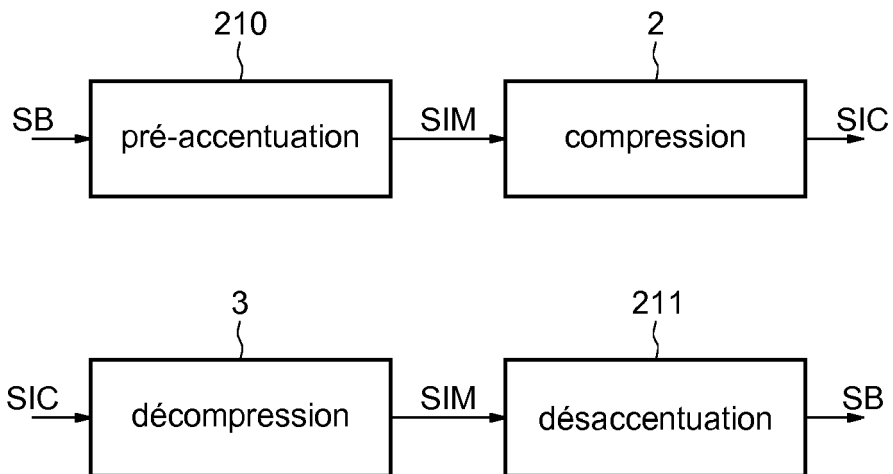 210
2
SB
pré-accentuation
SIM
compression
SIC
3
211
SIC
décompression
SIM
désaccentuation
SB